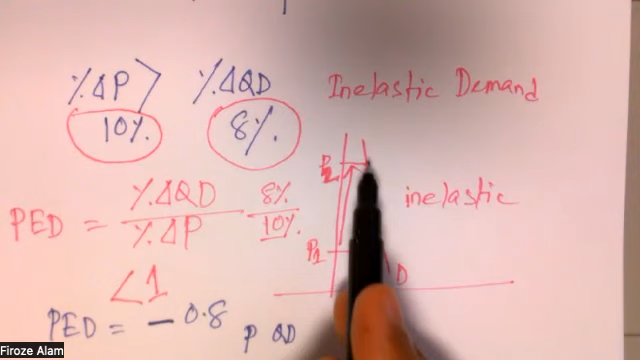 %ΔP > %ΔQD Inelastic Demand
10% 8%
PED = %ΔQD / %ΔP 8% / 10%
P2
inelastic
P1
D
<1
PED = -0.8 P QD
Firoze Alam